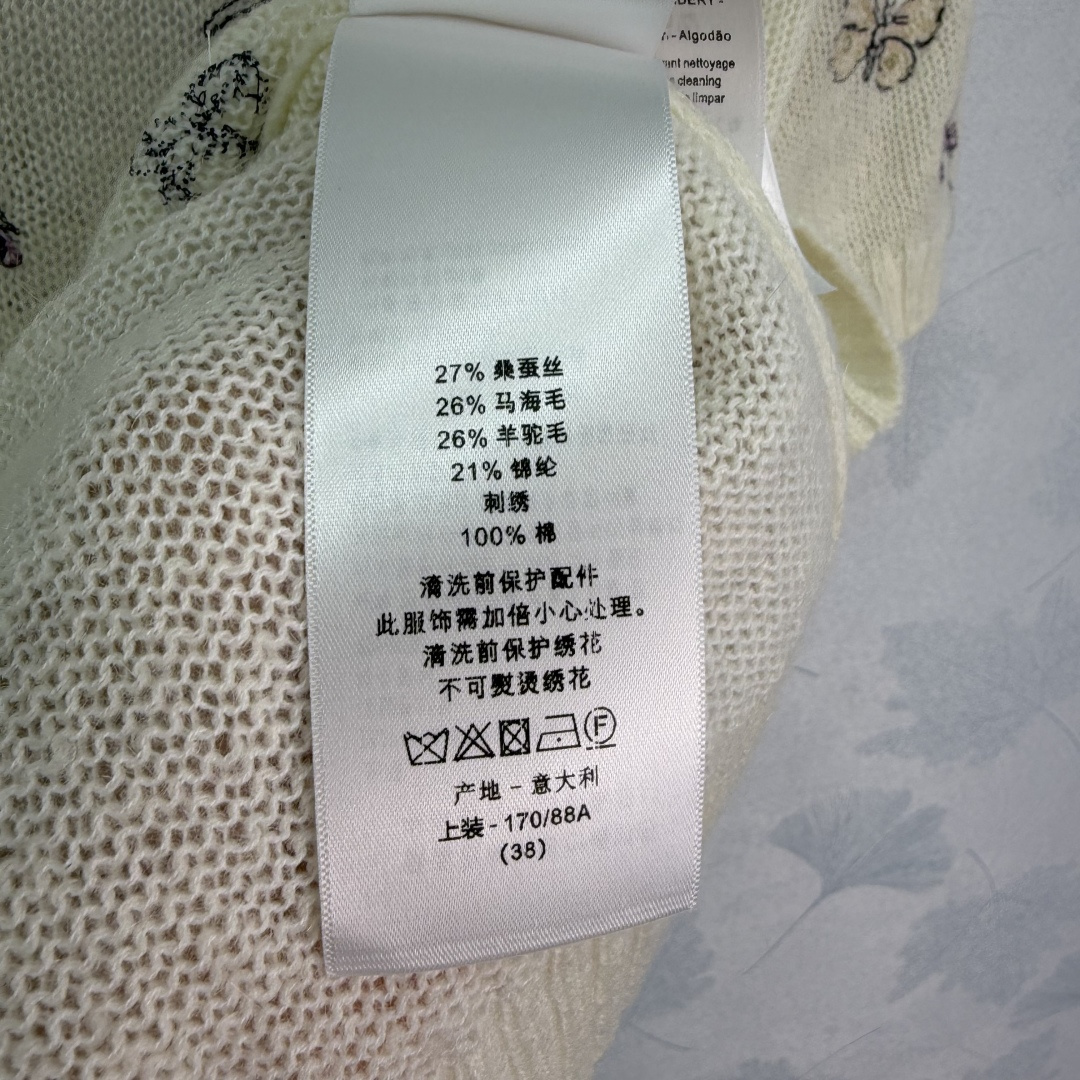 - Algodão
nettoyage
cleaning
limpar
27% 桑蚕丝
26% 马海毛
26% 羊驼毛
21% 锦纶
刺绣
100% 棉
清洗前保护配件
此服饰需加倍小心处理。
清洗前保护绣花
不可熨烫绣花
F
产地 - 意大利
上装 - 170/88A
(38)